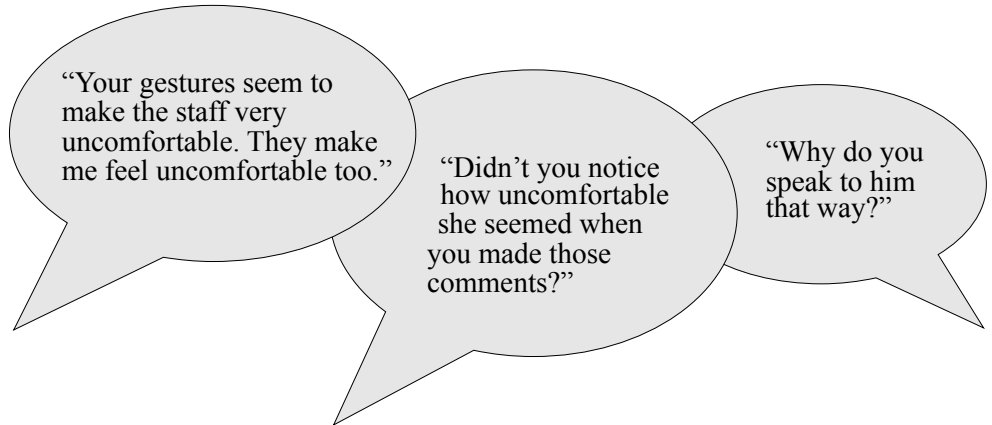 “Your gestures seem to
make the staff very
uncomfortable. They make
me feel uncomfortable too.”
“Didn’t you notice
how uncomfortable
she seemed when
you made those
comments?”
“Why do you
speak to him
that way?”